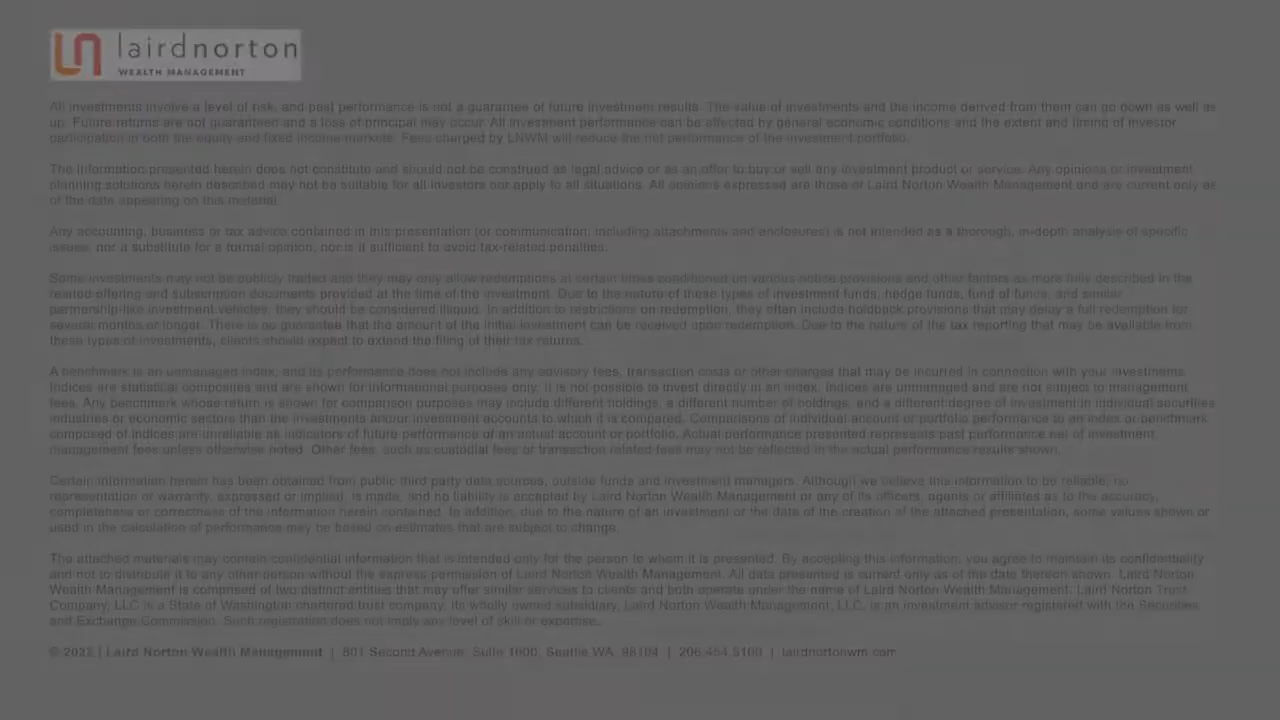 lairdnorton
WEALTH MANAGEMENT
All investments involve a level of risk, and past performance is not a guarantee of future investment results. The value of investments and the income derived from them can go down as well as
up. Future returns are not guaranteed and a loss of principal may occur. All investment performance can be affected by general economic conditions and the extent and timing of investor
participation in both the equity and fixed income markets. Fees charged by LNWM will reduce the net performance of the investment portfolio.
The information presented herein does not constitute and should not be construed as legal advice or as an offer to buy or sell any investment product or service. Any opinions or investment
planning solutions herein described may not be suitable for all investors nor apply to all situations. All opinions expressed are those of Laird Norton Wealth Management and are current only as
of the date appearing on this material.
Any accounting, business or tax advice contained in this presentation (or communication, including attachments and enclosures) is not intended as a thorough, in-depth analysis of specific
issues, nor a substitute for a formal opinion, nor is it sufficient to avoid tax-related penalties.
Some investments may not be publicly traded and they may only allow redemptions at certain times conditioned on various notice provisions and other factors as more fully described in the
related offering and subscription documents provided at the time of the investment. Due to the nature of these types of investment funds, hedge funds, fund of funds, and similar
partnership-like investment vehicles, they should be considered illiquid. In addition to restrictions on redemption, they often include holdback provisions that may delay a full redemption for
several months or longer. There is no guarantee that the amount of the initial investment can be received upon redemption. Due to the nature of the tax reporting that may be available from
these types of investments, clients should expect to extend the filing of their tax returns.
A benchmark is an unmanaged index, and its performance does not include any advisory fees, transaction costs or other charges that may be incurred in connection with your investments.
Indices are statistical composites and are shown for informational purposes only. It is not possible to invest directly in an index. Indices are unmanaged and are not subject to management
fees. Any benchmark whose return is shown for comparison purposes may include different holdings, a different number of holdings, and a different degree of investment in individual securities
industries or economic sectors than the investments and/or investment accounts to which it is compared. Comparisons of individual account or portfolio performance to an index or benchmark
composed of indices are unreliable as indicators of future performance of an actual account or portfolio. Actual performance presented represents past performance net of investment
management fees unless otherwise noted. Other fees, such as custodial fees or transaction related fees may not be reflected in the actual performance results shown.
Certain information herein has been obtained from public third party data sources, outside funds and investment managers. Although we believe this information to be reliable, no
representation or warranty, expressed or implied, is made, and no liability is accepted by Laird Norton Wealth Management or any of its officers, agents or affiliates as to the accuracy,
completeness or correctness of the information herein contained. In addition, due to the nature of an investment or the date of the creation of the attached presentation, some values shown or
used in the calculation of performance may be based on estimates that are subject to change.
The attached materials may contain confidential information that is intended only for the person to whom it is presented. By accepting this information, you agree to maintain its confidentiality
and not to distribute it to any other person without the express permission of Laird Norton Wealth Management. All data presented is current only as of the date thereon shown. Laird Norton
Wealth Management is comprised of two distinct entities that may offer similar services to clients and both operate under the name of Laird Norton Wealth Management. Laird Norton Trust
Company, LLC is a State of Washington chartered trust company. Its wholly owned subsidiary, Laird Norton Wealth Management, LLC, is an investment advisor registered with the Securities
and Exchange Commission. Such registration does not imply any level of skill or expertise.
© 2022 | Laird Norton Wealth Management | 801 Second Avenue, Suite 1600, Seattle WA 98104 | 206.464.5100 | lairdnortonwm.com